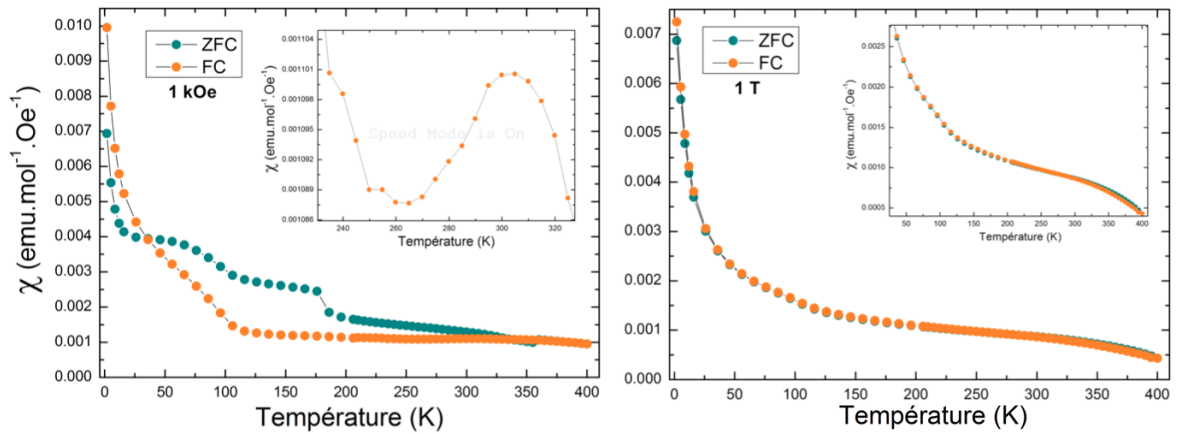 0.010
0.009
0.008
0.007
0.006
0.005
0.004
0.003
0.002
0.001
0.000
χ (emu.mol⁻¹.Oe⁻¹)
0 50 100 150 200 250 300 350 400
Température (K)
ZFC
FC
1 kOe
0.001104
0.001101
0.001098
0.001095
0.001092
0.001089
0.001086
χ (emu.mol⁻¹.Oe⁻¹)
Speed Mode is On
240 260 280 300 320
Température (K)
0.007
0.006
0.005
0.004
0.003
0.002
0.001
0.000
χ (emu.mol⁻¹.Oe⁻¹)
0 50 100 150 200 250 300 350 400
Température (K)
ZFC
FC
1 T
0.0025
0.0020
0.0015
0.0010
0.0005
χ (emu.mol⁻¹.Oe⁻¹)
50 100 150 200 250 300 350 400
Température (K)